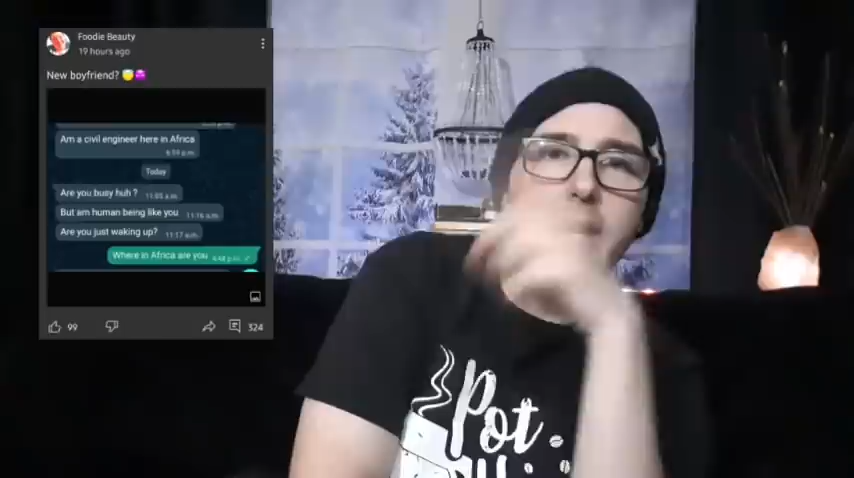 Foodie Beauty
19 hours ago
New boyfriend?
Am a civil engineer here in Africa
6:59 p.m.
Today
Are you busy huh ?
11:05 a.m.
But am human being like you
11:16 a.m.
Are you just waking up?
11:17 a.m.
Where in Africa are you
4:48 p.m.
99
324
Pot